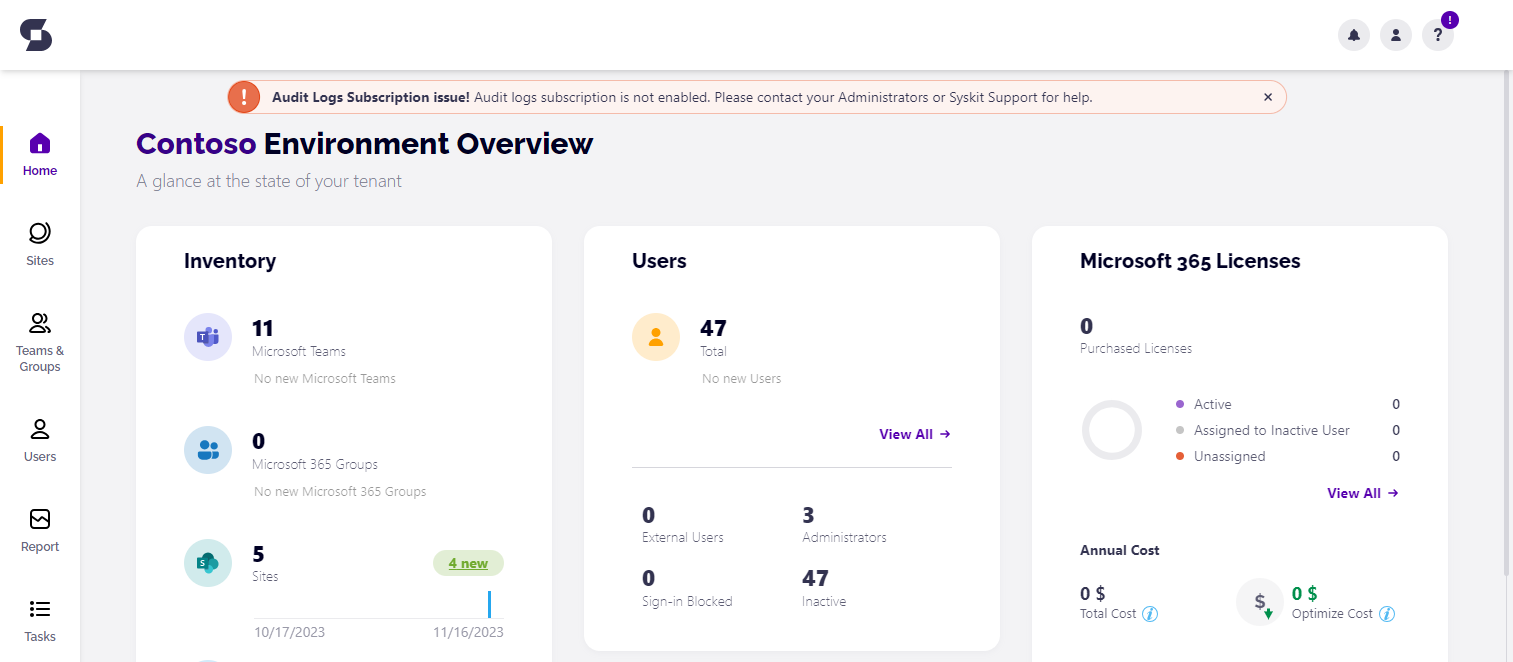 !
?
! Audit Logs Subscription issue! Audit logs subscription is not enabled. Please contact your Administrators or Syskit Support for help.
Contoso Environment Overview
A glance at the state of your tenant
Home
Sites
Teams &
Groups
Users
Report
Tasks
Inventory
T
11
Microsoft Teams
No new Microsoft Teams
0
Microsoft 365 Groups
No new Microsoft 365 Groups
S
5
Sites
4 new
10/17/2023 11/16/2023
Users
47
Total
No new Users
View All →
0
External Users
3
Administrators
0
Sign-in Blocked
47
Inactive
Microsoft 365 Licenses
0
Purchased Licenses
Active 0
Assigned to Inactive User 0
Unassigned 0
View All →
Annual Cost
0 $
Total Cost i
$
0 $
Optimize Cost i